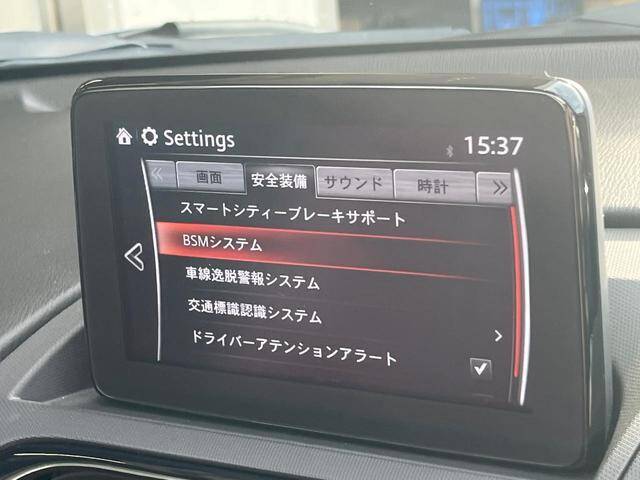 Settings 15:37
画面 安全装備 サウンド 時計
スマートシティーブレーキサポート
BSMシステム
車線逸脱警報システム
交通標識認識システム
ドライバーアテンションアラート